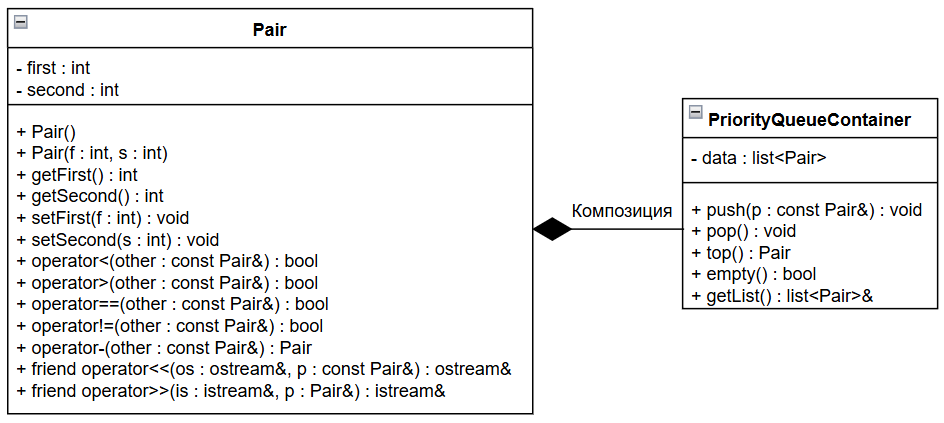 Pair
- first : int
- second : int
+ Pair()
+ Pair(f : int, s : int)
+ getFirst() : int
+ getSecond() : int
+ setFirst(f : int) : void
+ setSecond(s : int) : void
+ operator<(other : const Pair&) : bool
+ operator>(other : const Pair&) : bool
+ operator==(other : const Pair&) : bool
+ operator!=(other : const Pair&) : bool
+ operator-(other : const Pair&) : Pair
+ friend operator<<(os : ostream&, p : const Pair&) : ostream&
+ friend operator>>(is : istream&, p : Pair&) : istream&
Композиция
PriorityQueueContainer
- data : list<Pair>
+ push(p : const Pair&) : void
+ pop() : void
+ top() : Pair
+ empty() : bool
+ getList() : list<Pair>&